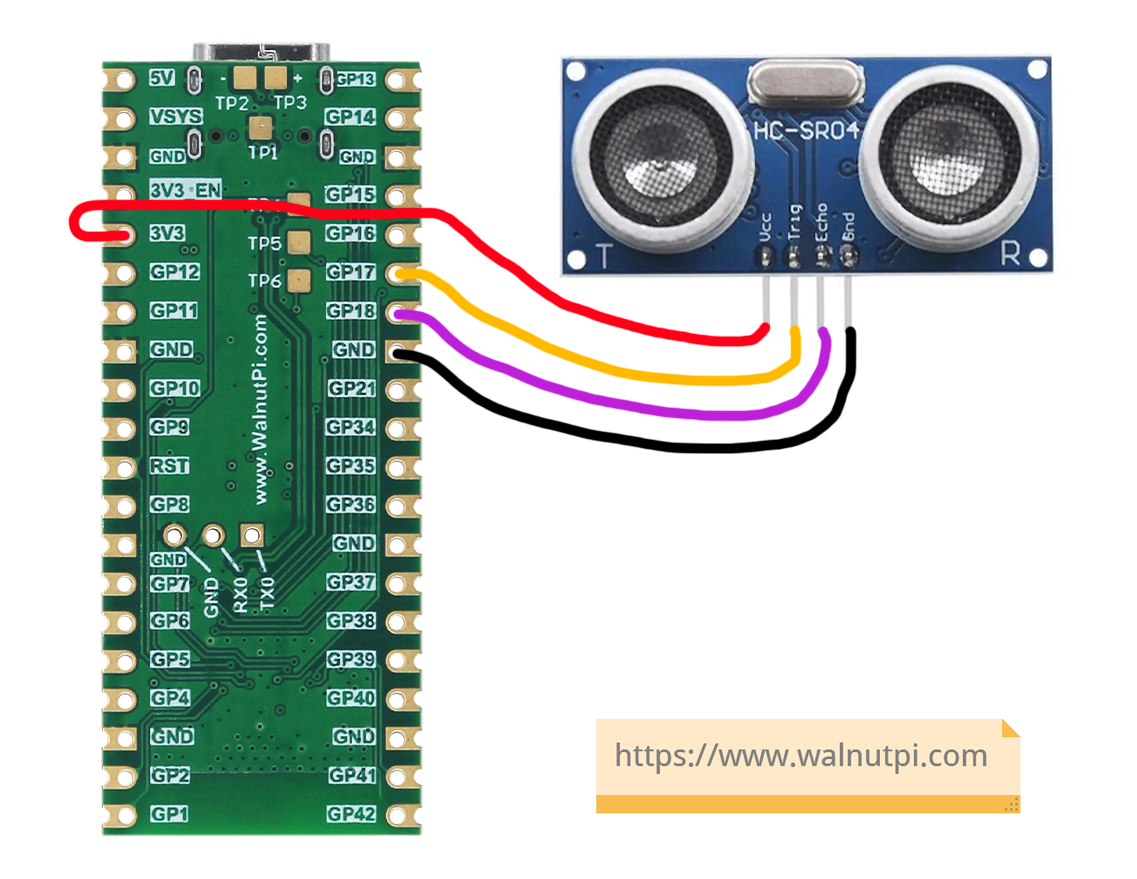 5V
VSYS
GND
3V3_EN
3V3
GP12
GP11
GND
GP10
GP9
RST
GP8
GND
GP7
GP6
GP5
GP4
GND
GP2
GP1
- +
TP2 TP3
TP1
TP5
TP6
www.WalnutPi.com
GND
RX0
TX0
GP13
GP14
GND
GP15
GP16
GP17
GP18
GND
GP21
GP34
GP35
GP36
GND
GP37
GP38
GP39
GP40
GND
GP41
GP42
HC-SR04
Vcc
Trig
Echo
Gnd
T
R
https://www.walnutpi.com